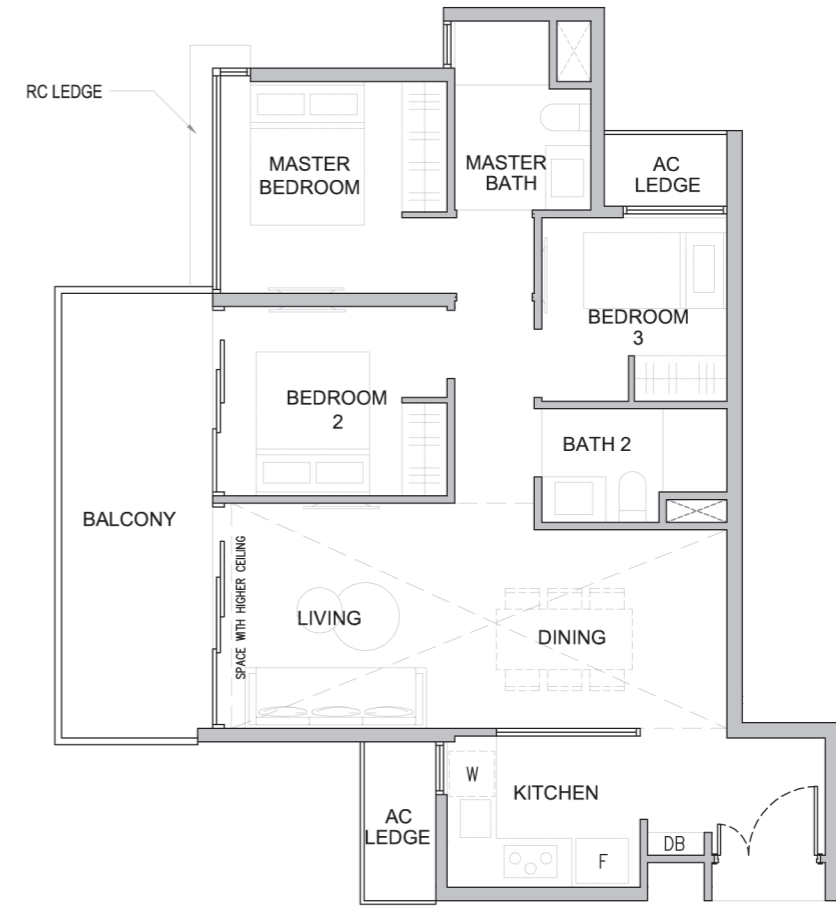 RC LEDGE
MASTER
BEDROOM
MASTER
BATH
AC
LEDGE
BEDROOM
3
BEDROOM
2
BATH 2
BALCONY
SPACE WITH HIGHER CEILING
LIVING
DINING
W
KITCHEN
AC
LEDGE
DB
F